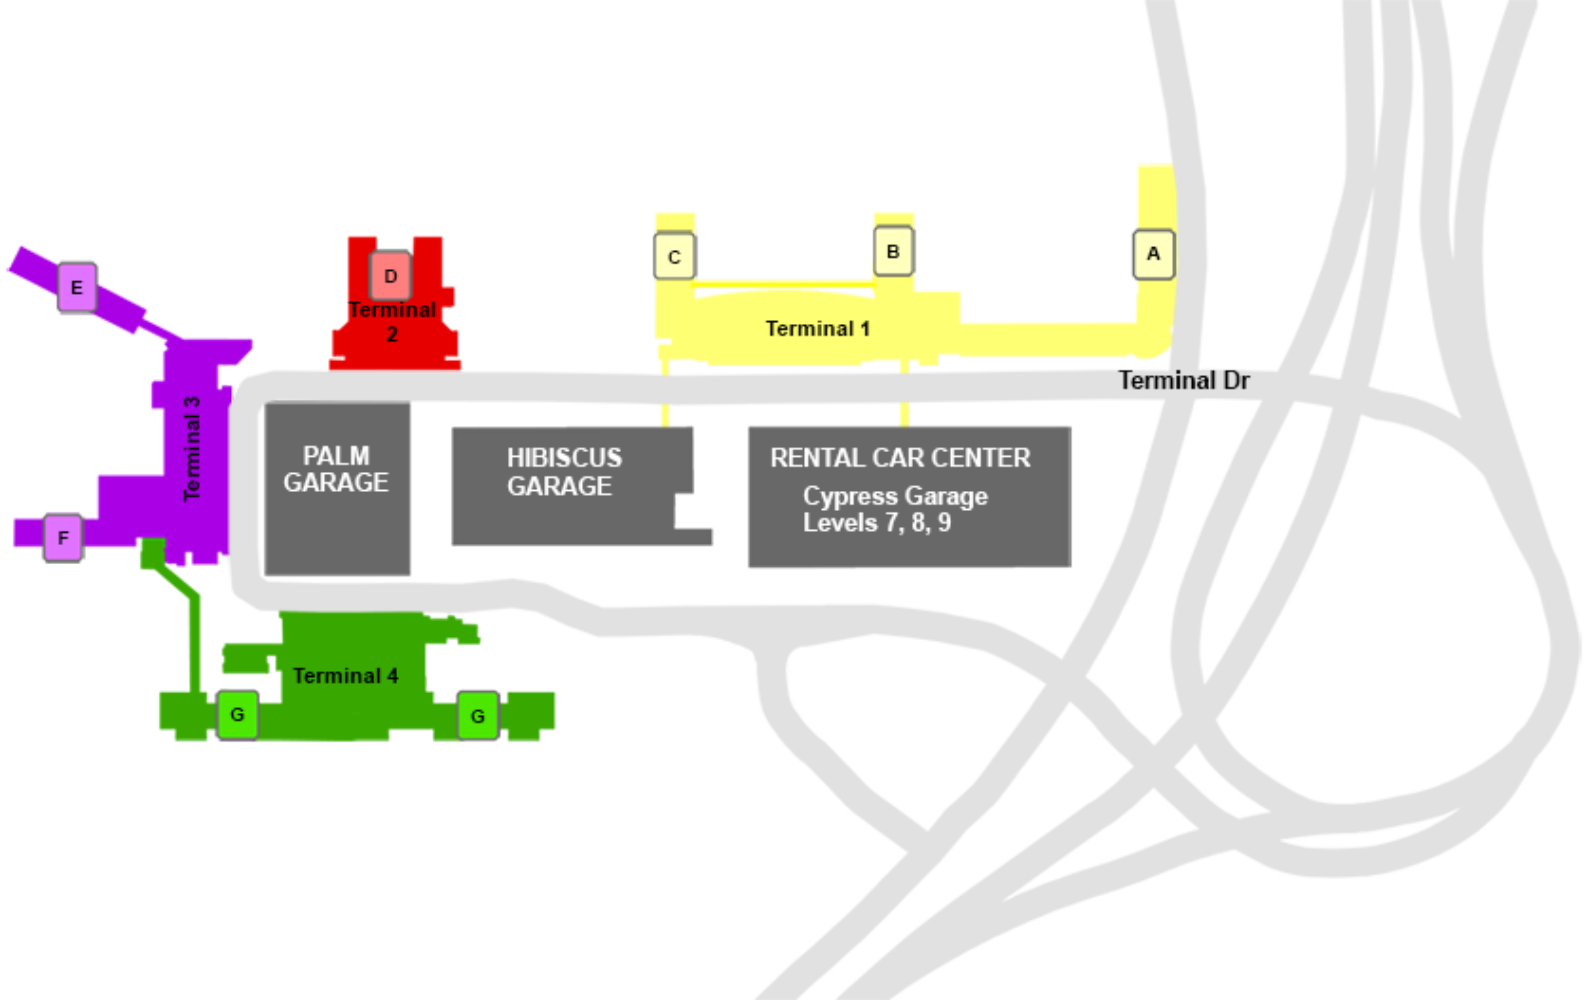 C
B
A
D
E
Terminal
2
Terminal 1
Terminal Dr
Terminal 3
PALM
GARAGE
HIBISCUS
GARAGE
RENTAL CAR CENTER
Cypress Garage
Levels 7, 8, 9
F
Terminal 4
G
G